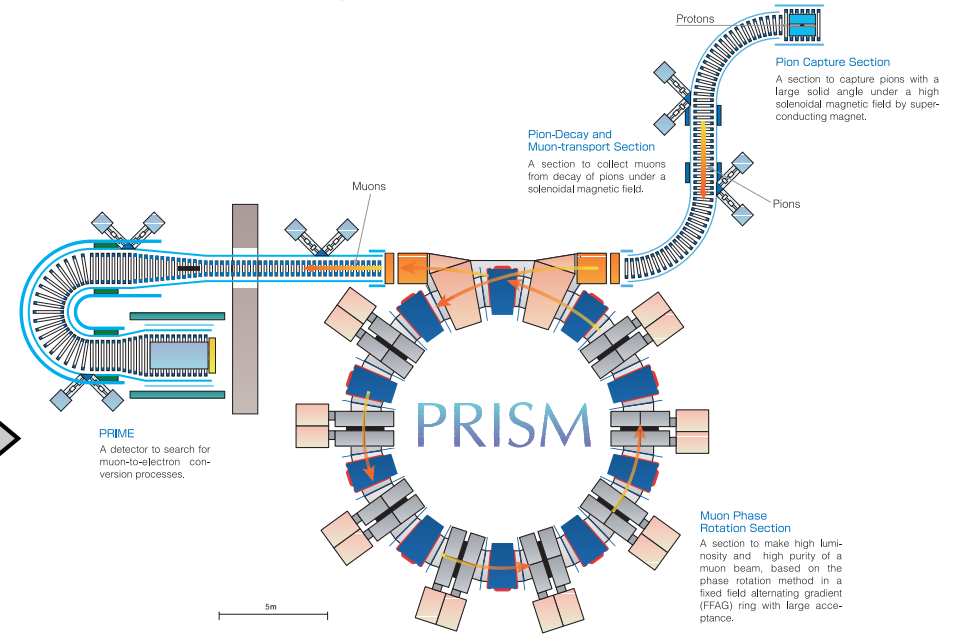 Protons
Pion Capture Section
A section to capture pions with a
large solid angle under a high
solenoidal magnetic field by super-
conducting magnet.
Pion-Decay and
Muon-transport Section
A section to collect muons
from decay of pions under a
solenoidal magnetic field.
Muons
Pions
PRISM
PRIME
A detector to search for
muon-to-electron con-
version processes.
Muon Phase
Rotation Section
A section to make high lumi-
nosity and high purity of a
muon beam, based on the
phase rotation method in a
fixed field alternating gradient
(FFAG) ring with large acce-
ptance.
5m